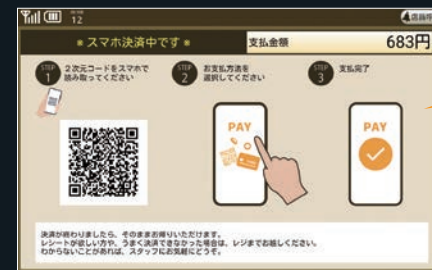 12
店員呼
※ スマホ決済中です ※
支払金額
683円
STEP 1
2次元コードをスマホで
読み取ってください
STEP 2
お支払方法を
選択してください
STEP 3
支払完了
PAY
PAY
決済が終わりましたら、そのままお帰りいただけます。
レシートが欲しい方や、うまく決済できなかった場合は、レジまでお越しください。
わからないことがあれば、スタッフにお気軽にどうぞ。